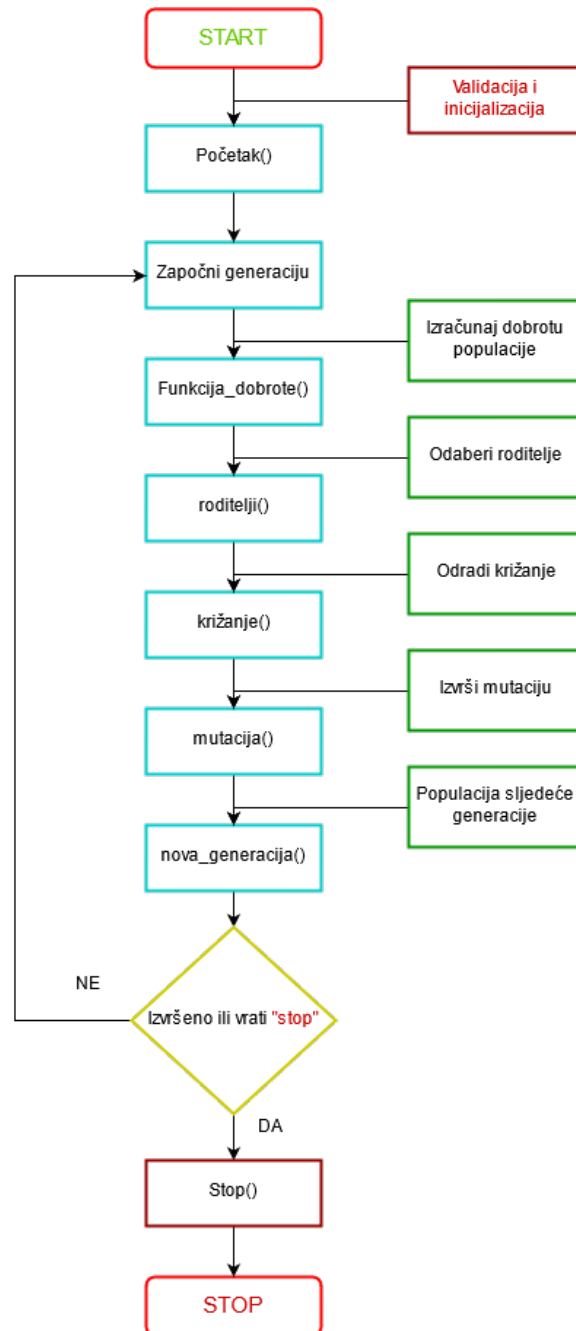 START
Validacija i
inicijalizacija
Početak()
Započni generaciju
Izračunaj dobrotu
populacije
Funkcija_dobrote()
Odaberi roditelje
roditelji()
Odradi križanje
križanje()
Izvrši mutaciju
mutacija()
Populacija sljedeće
generacije
nova_generacija()
NE
Izvršeno ili vrati "stop"
DA
Stop()
STOP